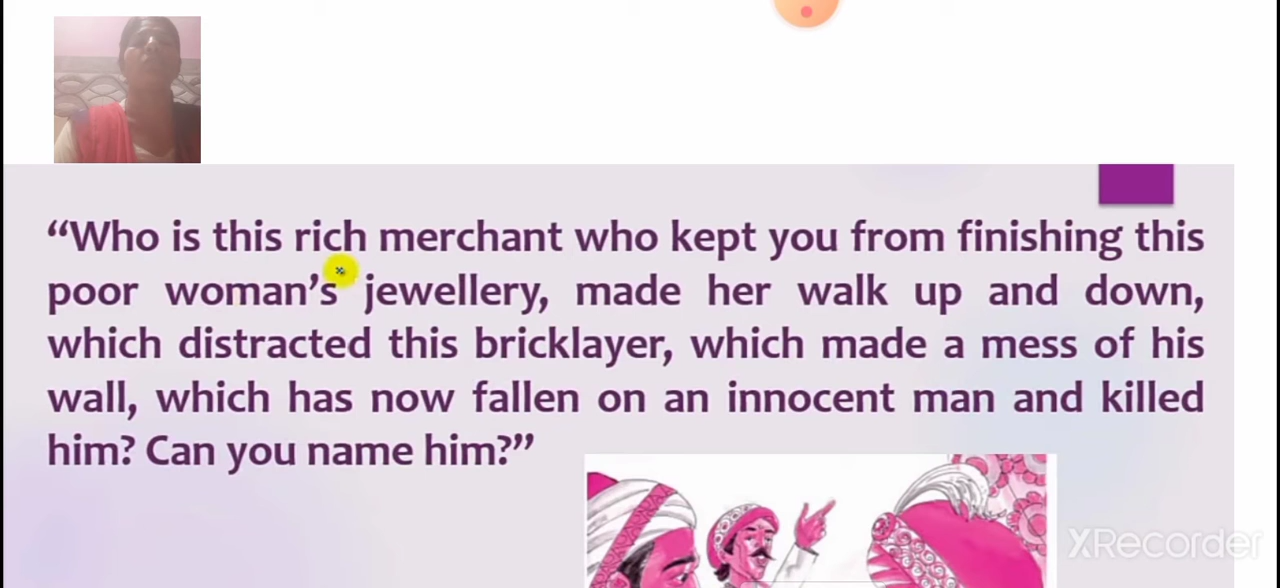 “Who is this rich merchant who kept you from finishing this
poor woman’s jewellery, made her walk up and down,
which distracted this bricklayer, which made a mess of his
wall, which has now fallen on an innocent man and killed
him? Can you name him?”
XRecorder